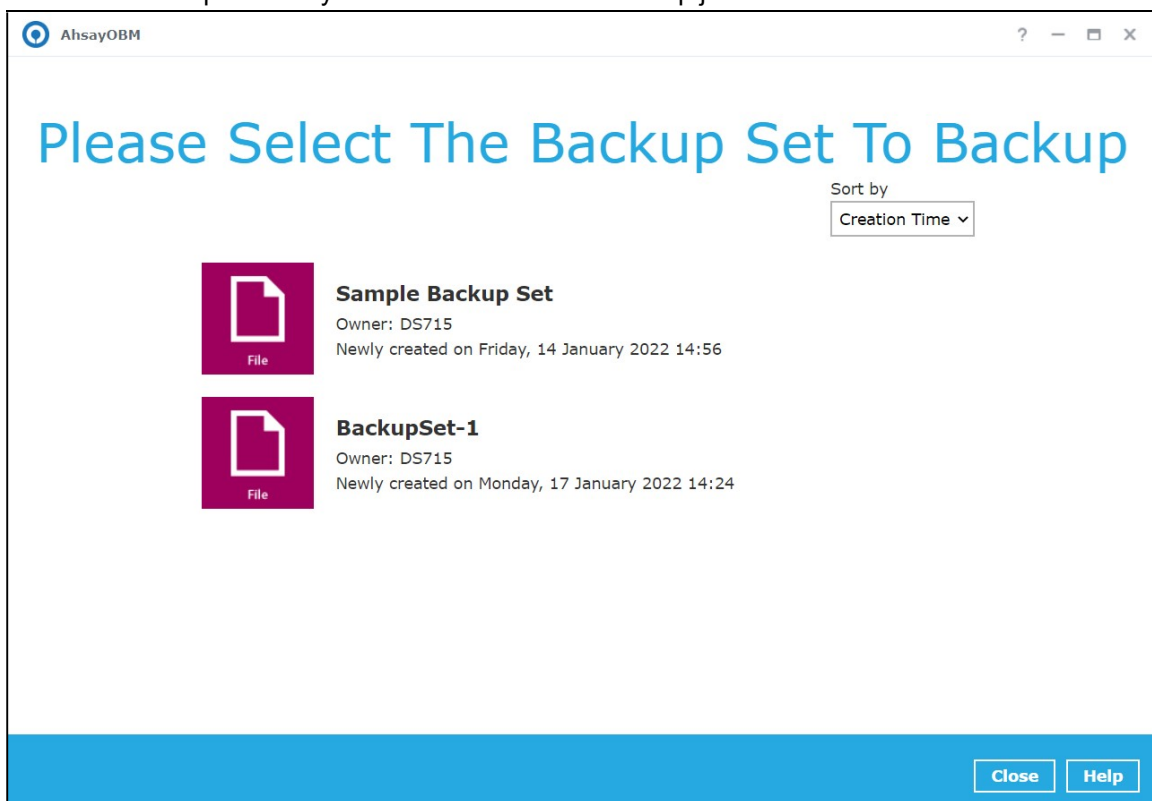 AhsayOBM
?
Please Select The Backup Set To Backup
Sort by
Creation Time
File
Sample Backup Set
Owner: DS715
Newly created on Friday, 14 January 2022 14:56
File
BackupSet-1
Owner: DS715
Newly created on Monday, 17 January 2022 14:24
Close Help